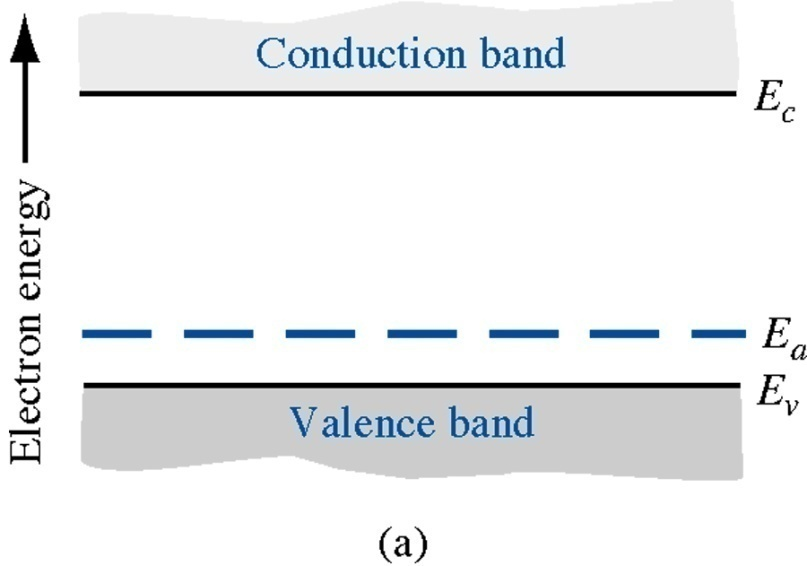 Conduction band
E_c
Electron energy
E_a
E_v
Valence band
(a)